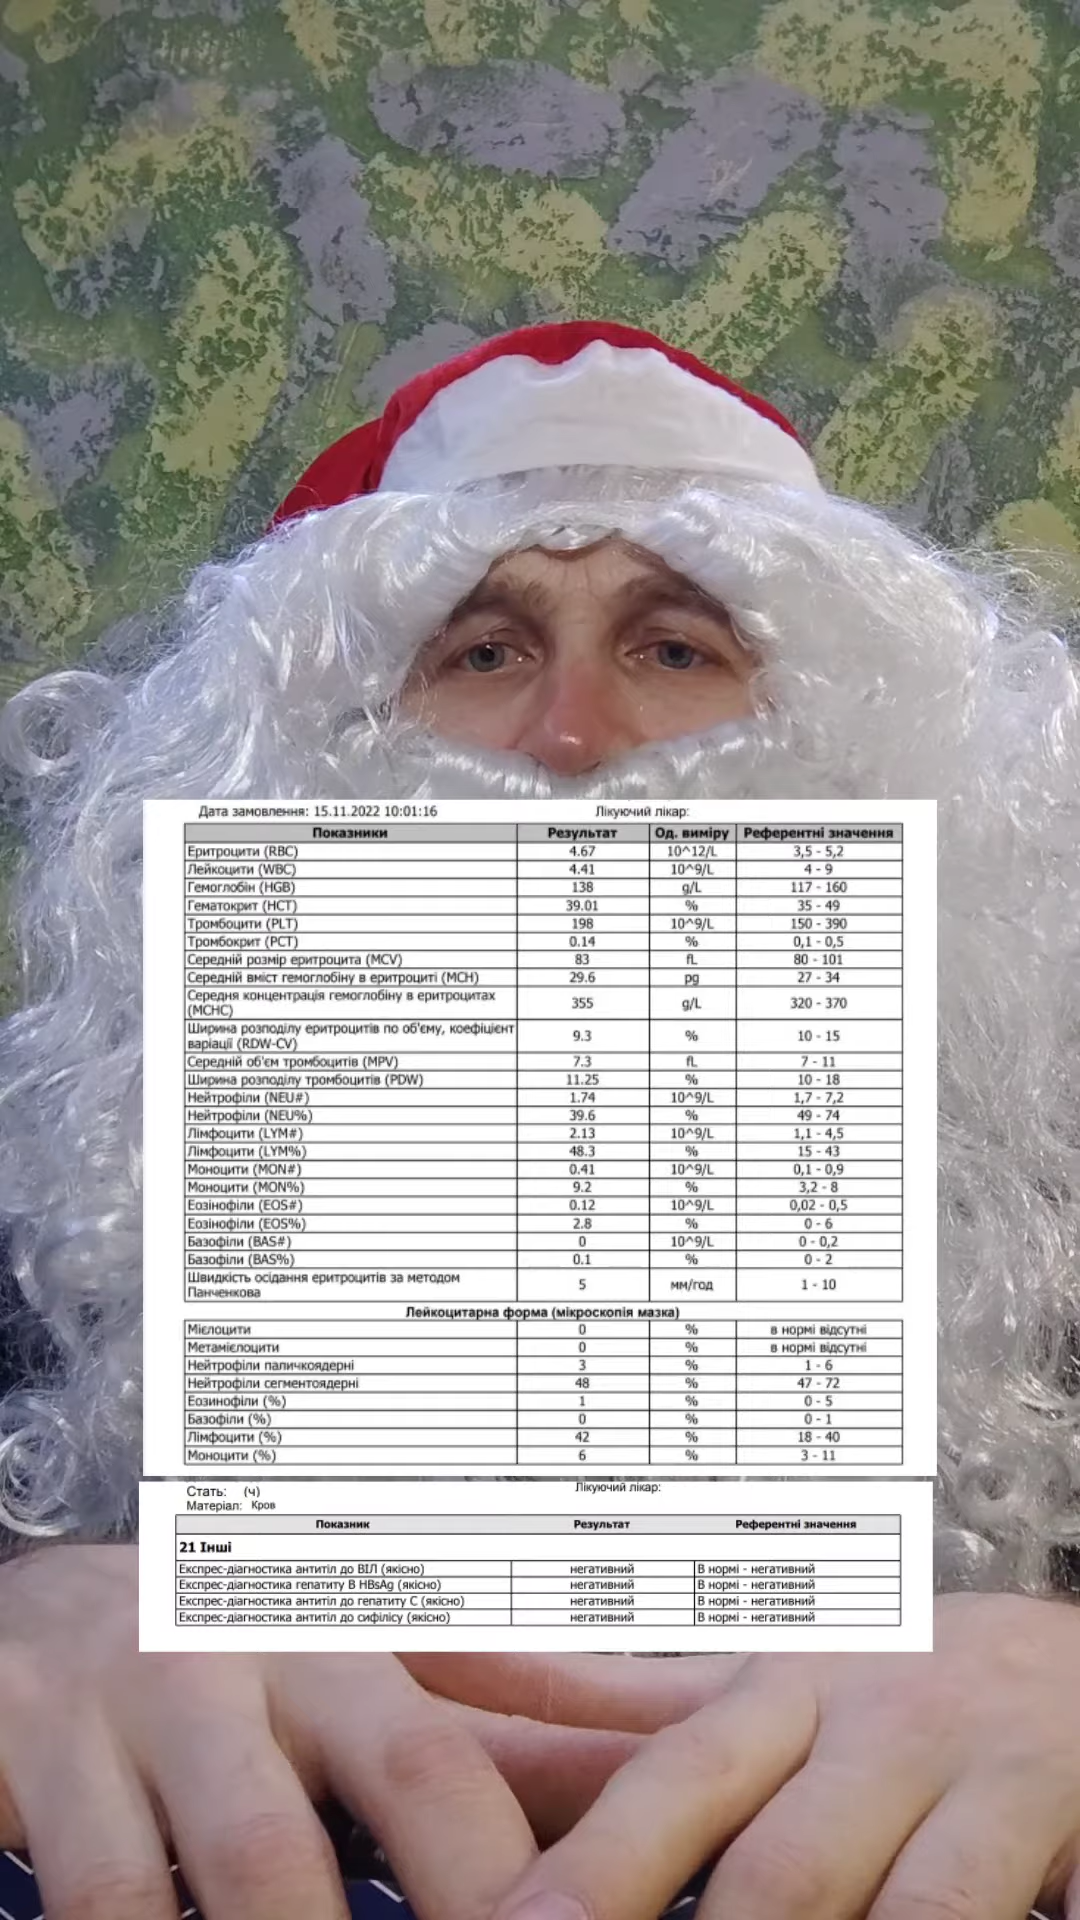 Дата замовлення: 15.11.2022 10:01:16 Лікуючий лікар:
Показники Результат Од. виміру Референтні значення
Еритроцити (RBC) 4.67 10^12/L 3,5 - 5,2
Лейкоцити (WBC) 4.41 10^9/L 4 - 9
Гемоглобін (HGB) 138 g/L 117 - 160
Гематокрит (HCT) 39.01 % 35 - 49
Тромбоцити (PLT) 198 10^9/L 150 - 390
Тромбокрит (PCT) 0.14 % 0,1 - 0,5
Середній розмір еритроцита (MCV) 83 fL 80 - 101
Середній вміст гемоглобіну в еритроциті (MCH) 29.6 pg 27 - 34
Середня концентрація гемоглобіну в еритроцитах
(MCHC) 355 g/L 320 - 370
Ширина розподілу еритроцитів по об'єму, коефіцієнт
варіації (RDW-CV) 9.3 % 10 - 15
Середній об'єм тромбоцитів (MPV) 7.3 fL 7 - 11
Ширина розподілу тромбоцитів (PDW) 11.25 % 10 - 18
Нейтрофіли (NEU#) 1.74 10^9/L 1,7 - 7,2
Нейтрофіли (NEU%) 39.6 % 49 - 74
Лімфоцити (LYM#) 2.13 10^9/L 1,1 - 4,5
Лімфоцити (LYM%) 48.3 % 15 - 43
Моноцити (MON#) 0.41 10^9/L 0,1 - 0,9
Моноцити (MON%) 9.2 % 3,2 - 8
Еозінофіли (EOS#) 0.12 10^9/L 0,02 - 0,5
Еозінофіли (EOS%) 2.8 % 0 - 6
Базофіли (BAS#) 0 10^9/L 0 - 0,2
Базофіли (BAS%) 0.1 % 0 - 2
Швидкість осідання еритроцитів за методом
Панченкова 5 мм/год 1 - 10
Лейкоцитарна форма (мікроскопія мазка)
Мієлоцити 0 % в нормі відсутні
Метамієлоцити 0 % в нормі відсутні
Нейтрофіли паличкоядерні 3 % 1 - 6
Нейтрофіли сегментоядерні 48 % 47 - 72
Еозинофіли (%) 1 % 0 - 5
Базофіли (%) 0 % 0 - 1
Лімфоцити (%) 42 % 18 - 40
Моноцити (%) 6 % 3 - 11
Стать: (ч) Лікуючий лікар:
Матеріал: Кров
Показник Результат Референтні значення
21 Інші
Експрес-діагностика антитіл до ВІЛ (якісно) негативний В нормі - негативний
Експрес-діагностика гепатиту В HBsAg (якісно) негативний В нормі - негативний
Експрес-діагностика антитіл до гепатиту С (якісно) негативний В нормі - негативний
Експрес-діагностика антитіл до сифілісу (якісно) негативний В нормі - негативний